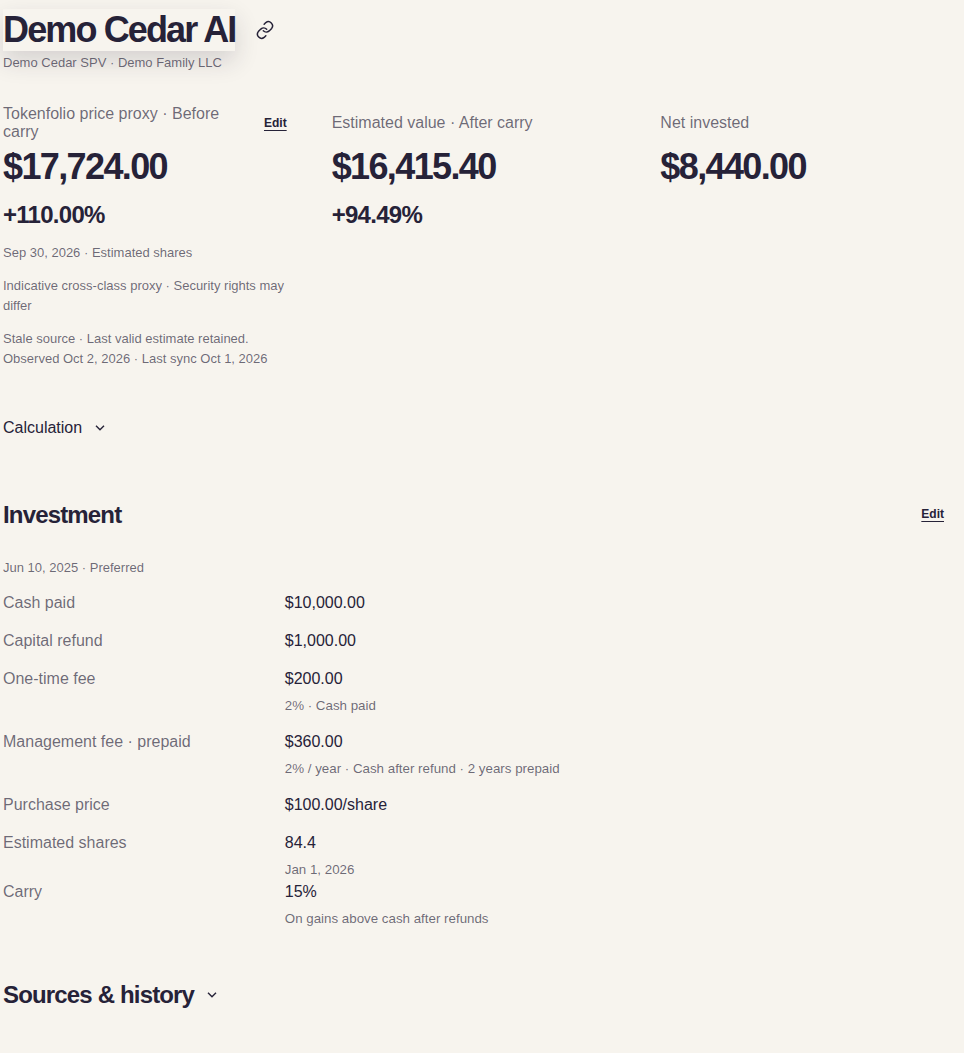 Demo Cedar AI
Demo Cedar SPV · Demo Family LLC
Tokenfolio price proxy · Before
carry
Edit
$17,724.00
+110.00%
Sep 30, 2026 · Estimated shares
Indicative cross-class proxy · Security rights may
differ
Stale source · Last valid estimate retained.
Observed Oct 2, 2026 · Last sync Oct 1, 2026
Estimated value · After carry
$16,415.40
+94.49%
Net invested
$8,440.00
Calculation
Investment
Edit
Jun 10, 2025 · Preferred
Cash paid
$10,000.00
Capital refund
$1,000.00
One-time fee
$200.00
2% · Cash paid
Management fee · prepaid
$360.00
2% / year · Cash after refund · 2 years prepaid
Purchase price
$100.00/share
Estimated shares
84.4
Jan 1, 2026
Carry
15%
On gains above cash after refunds
Sources & history